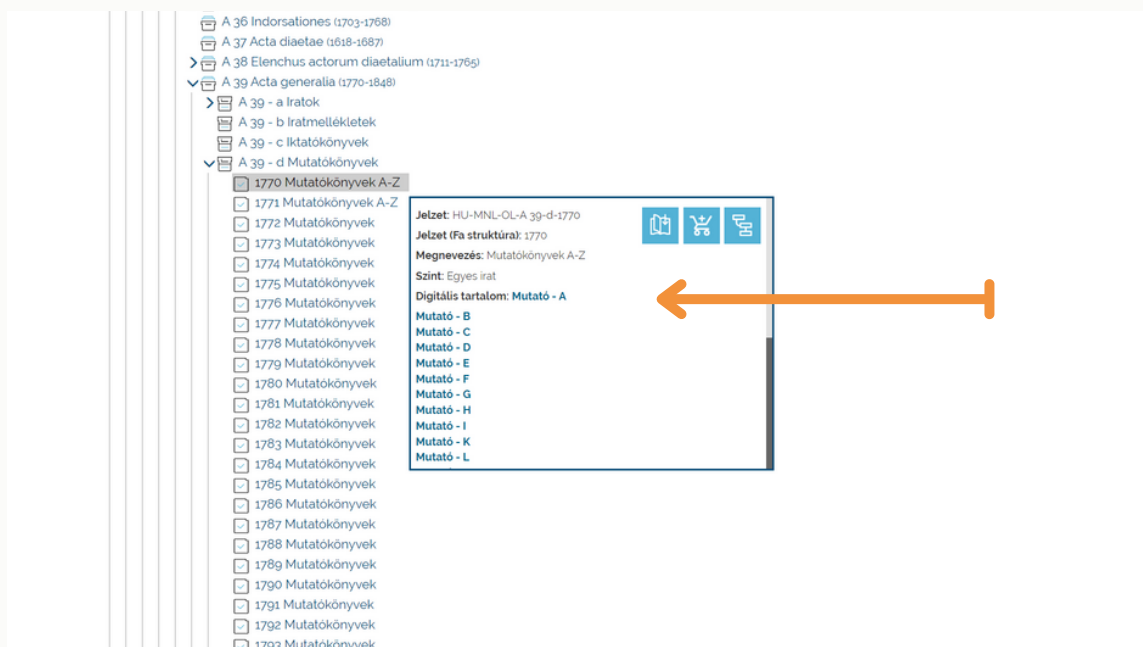 A 36 Indorsationes (1703-1768)
A 37 Acta diaetae (1618-1687)
A 38 Elenchus actorum diaetalium (1711-1765)
A 39 Acta generalia (1770-1848)
A 39 - a Iratok
A 39 - b Iratmellékletek
A 39 - c Iktatókönyvek
A 39 - d Mutatókönyvek
1770 Mutatókönyvek A-Z
1771 Mutatókönyvek A-Z
1772 Mutatókönyvek
1773 Mutatókönyvek
1774 Mutatókönyvek
1775 Mutatókönyvek
1776 Mutatókönyvek
1777 Mutatókönyvek
1778 Mutatókönyvek
1779 Mutatókönyvek
1780 Mutatókönyvek
1781 Mutatókönyvek
1782 Mutatókönyvek
1783 Mutatókönyvek
1784 Mutatókönyvek
1785 Mutatókönyvek
1786 Mutatókönyvek
1787 Mutatókönyvek
1788 Mutatókönyvek
1789 Mutatókönyvek
1790 Mutatókönyvek
1791 Mutatókönyvek
1792 Mutatókönyvek
1793 Mutatókönyvek
Jelzet: HU-MNL-OL-A 39-d-1770
Jelzet (Fa struktúra): 1770
Megnevezés: Mutatókönyvek A-Z
Szint: Egyes irat
Digitális tartalom: Mutató - A
Mutató - B
Mutató - C
Mutató - D
Mutató - E
Mutató - F
Mutató - G
Mutató - H
Mutató - I
Mutató - K
Mutató - L